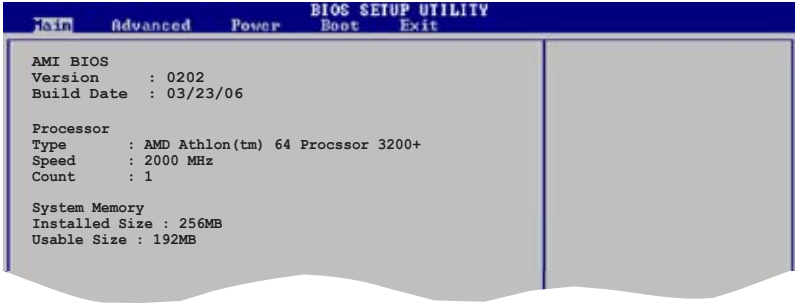 BIOS SETUP UTILITY
Main Advanced Power Boot Exit
AMI BIOS
Version : 0202
Build Date : 03/23/06
Processor
Type : AMD Athlon(tm) 64 Procssor 3200+
Speed : 2000 MHz
Count : 1
System Memory
Installed Size : 256MB
Usable Size : 192MB